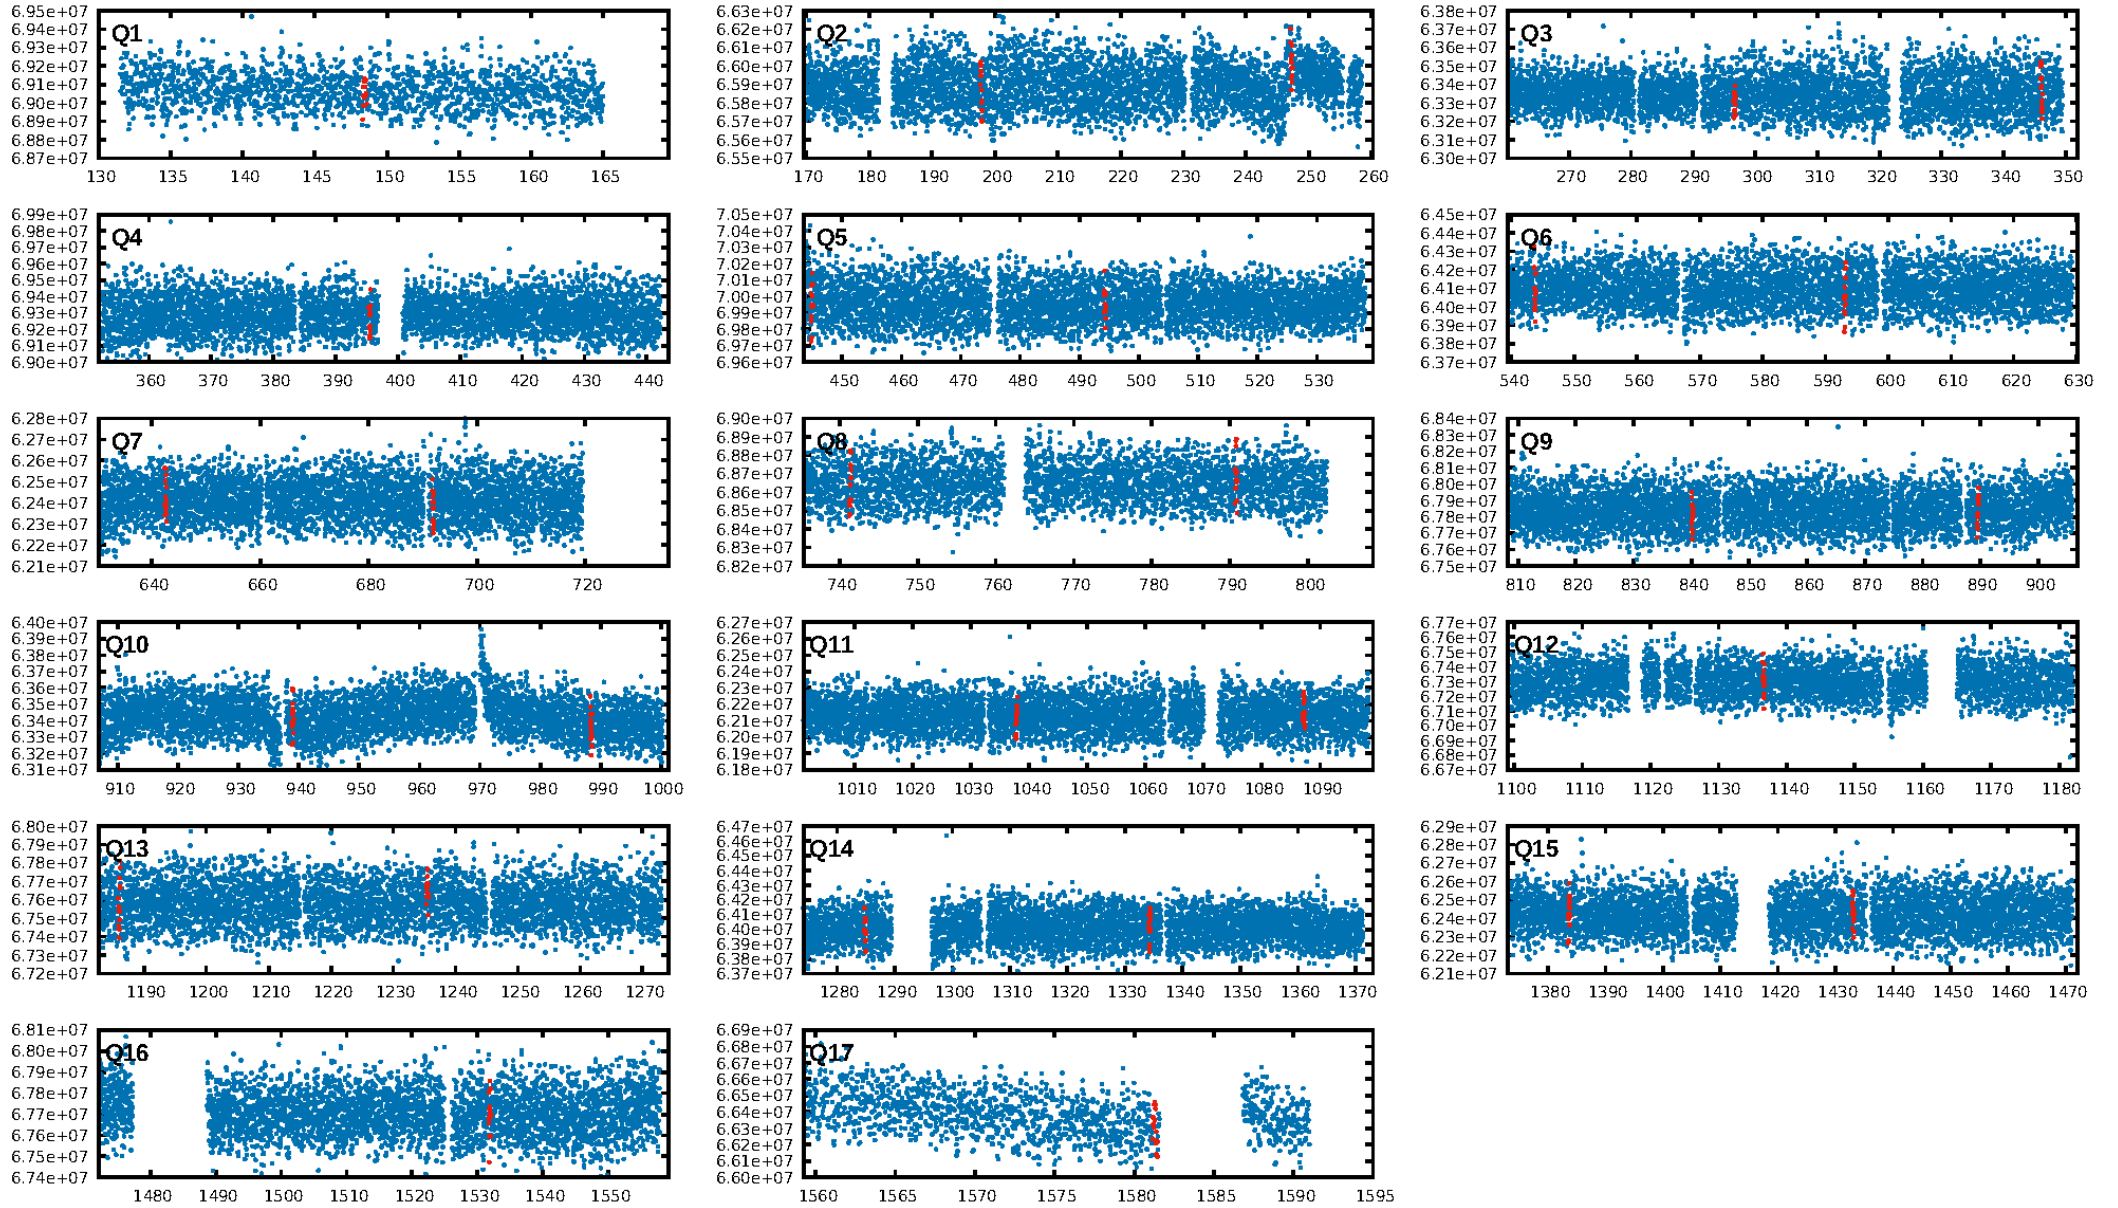 6.95e+07
6.94e+07
6.93e+07
6.92e+07
6.91e+07
6.90e+07
6.89e+07
6.88e+07
6.87e+07
Q1
130 135 140 145 150 155 160 165
6.63e+07
6.62e+07
6.61e+07
6.60e+07
6.59e+07
6.58e+07
6.57e+07
6.56e+07
6.55e+07
Q2
170 180 190 200 210 220 230 240 250 260
6.38e+07
6.37e+07
6.36e+07
6.35e+07
6.34e+07
6.33e+07
6.32e+07
6.31e+07
6.30e+07
Q3
270 280 290 300 310 320 330 340 350
6.99e+07
6.97e+07
6.96e+07
6.95e+07
6.94e+07
6.93e+07
6.92e+07
6.91e+07
6.90e+07
Q4
360 370 380 390 400 410 420 430 440
7.05e+07
7.04e+07
7.03e+07
7.02e+07
7.01e+07
7.00e+07
6.99e+07
6.98e+07
6.97e+07
6.96e+07
Q5
450 460 470 480 490 500 510 520 530
6.45e+07
6.44e+07
6.43e+07
6.42e+07
6.41e+07
6.40e+07
6.39e+07
6.38e+07
6.37e+07
Q6
540 550 560 570 580 590 600 610 620 630
6.28e+07
6.27e+07
6.26e+07
6.25e+07
6.24e+07
6.23e+07
6.22e+07
6.21e+07
Q7
640 660 680 700 720
6.90e+07
6.89e+07
6.88e+07
6.87e+07
6.86e+07
6.85e+07
6.84e+07
6.83e+07
6.82e+07
Q8
740 750 760 770 780 790 800
6.84e+07
6.83e+07
6.82e+07
6.81e+07
6.80e+07
6.79e+07
6.78e+07
6.77e+07
6.76e+07
6.75e+07
Q9
810 820 830 840 850 860 870 880 890 900
6.40e+07
6.39e+07
6.38e+07
6.37e+07
6.36e+07
6.35e+07
6.34e+07
6.33e+07
6.32e+07
6.31e+07
Q10
910 920 930 940 950 960 970 980 990 1000
6.27e+07
6.26e+07
6.25e+07
6.24e+07
6.23e+07
6.22e+07
6.21e+07
6.20e+07
6.19e+07
6.18e+07
Q11
1010 1020 1030 1040 1050 1060 1070 1080 1090
6.77e+07
6.76e+07
6.75e+07
6.74e+07
6.73e+07
6.72e+07
6.71e+07
6.70e+07
6.69e+07
6.68e+07
6.67e+07
Q12
1100 1110 1120 1130 1140 1150 1160 1170 1180
6.80e+07
6.79e+07
6.78e+07
6.77e+07
6.76e+07
6.75e+07
6.74e+07
6.73e+07
6.72e+07
Q13
1190 1200 1210 1220 1230 1240 1250 1260 1270
6.47e+07
6.46e+07
6.45e+07
6.44e+07
6.43e+07
6.42e+07
6.41e+07
6.40e+07
6.39e+07
6.38e+07
6.37e+07
Q14
1280 1290 1300 1310 1320 1330 1340 1350 1360 1370
6.29e+07
6.28e+07
6.27e+07
6.26e+07
6.25e+07
6.24e+07
6.23e+07
6.22e+07
6.21e+07
Q15
1380 1390 1400 1410 1420 1430 1440 1450 1460 1470
6.81e+07
6.80e+07
6.79e+07
6.78e+07
6.77e+07
6.76e+07
6.75e+07
6.74e+07
Q16
1480 1490 1500 1510 1520 1530 1540 1550
6.69e+07
6.68e+07
6.67e+07
6.66e+07
6.65e+07
6.64e+07
6.63e+07
6.62e+07
6.61e+07
6.60e+07
Q17
1560 1565 1570 1575 1580 1585 1590 1595